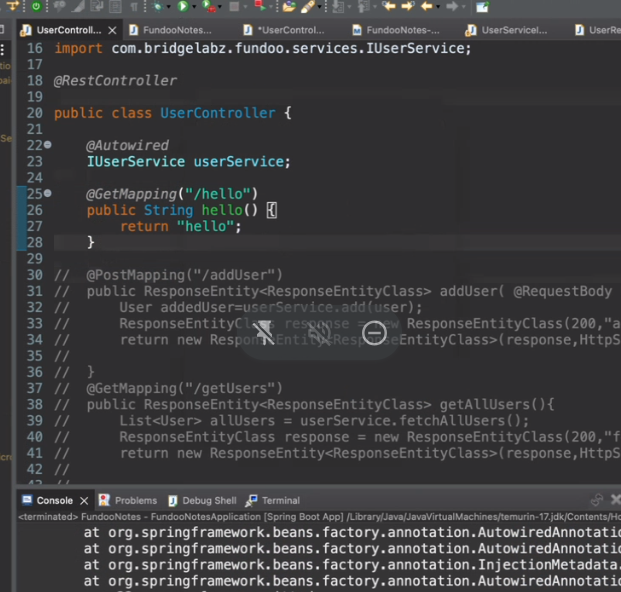 UserController.
FundooNotes...
*UserControl...
FundooNotes-...
UserServiceI...
UserRe
16 import com.bridgelabz.fundoo.services.IUserService;
17
18 @RestController
19
20 public class UserController {
21
22 @Autowired
23 IUserService userService;
24
25 @GetMapping("/hello")
26 public String hello() {
27 return "hello";
28 }
29
30 // @PostMapping("/addUser")
31 // public ResponseEntity<ResponseEntityClass> addUser( @RequestBody
32 // User addedUser=userService.add(user);
33 // ResponseEntityClass response = new ResponseEntityClass(200,"a
34 // return new ResponseEntity<ResponseEntityClass>(response,HttpS
35 //
36 // }
37 // @GetMapping("/getUsers")
38 // public ResponseEntity<ResponseEntityClass> getAllUsers(){
39 // List<User> allUsers = userService.fetchAllUsers();
40 // ResponseEntityClass response = new ResponseEntityClass(200,"f
41 // return new ResponseEntity<ResponseEntityClass>(response,HttpS
42 //
Console
Problems
Debug Shell
Terminal
<terminated> FundooNotes - FundooNotesApplication [Spring Boot App] /Library/Java/JavaVirtualMachines/temurin-17.jdk/Contents/Ho
at org.springframework.beans.factory.annotation.AutowiredAnnotatio
at org.springframework.beans.factory.annotation.AutowiredAnnotatio
at org.springframework.beans.factory.annotation.InjectionMetadata.
at org.springframework.beans.factory.annotation.AutowiredAnnotatio